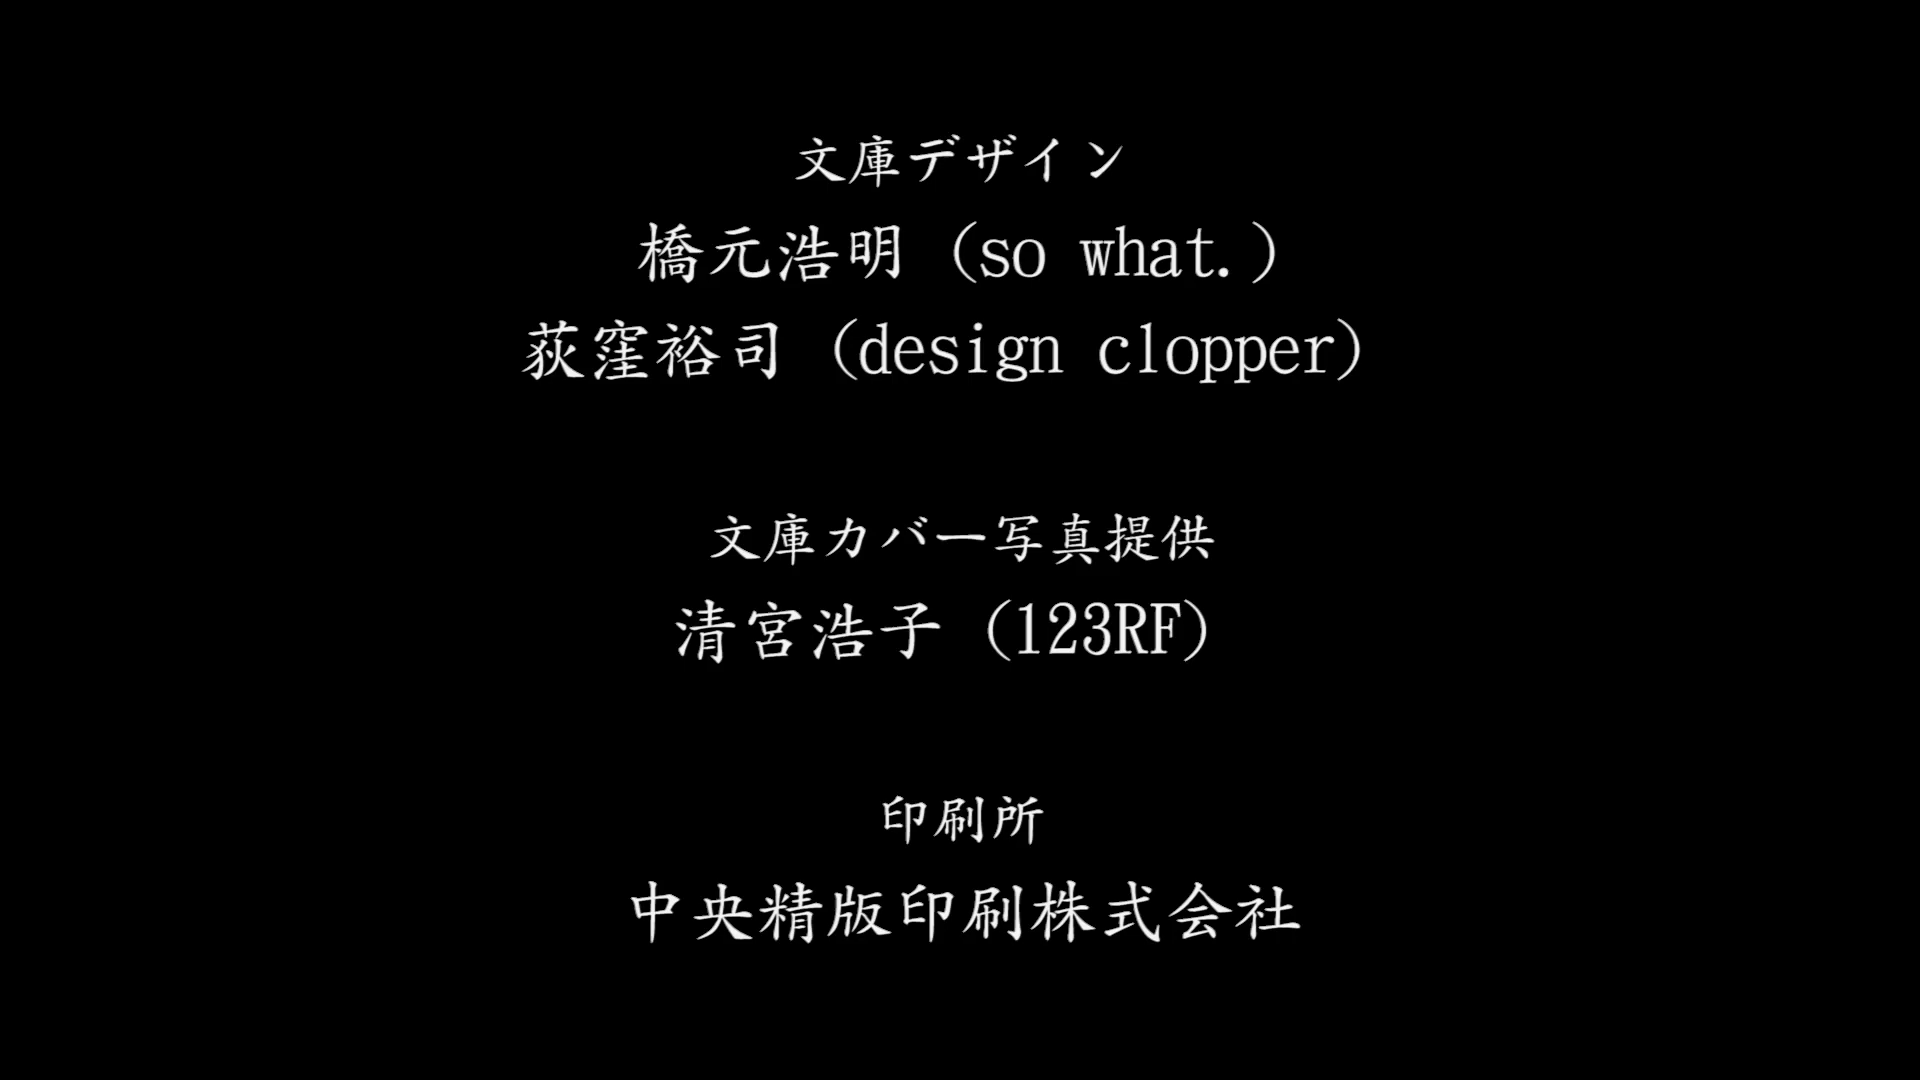 文庫デザイン
橋元浩明 (so what.)
荻窪裕司 (design clopper)
文庫カバー写真提供
清宮浩子 (123RF)
印刷所
中央精版印刷株式会社